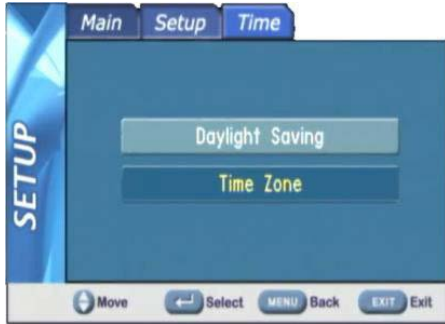 Main Setup Time
SETUP
Daylight Saving
Time Zone
Move Select MENU Back EXIT Exit